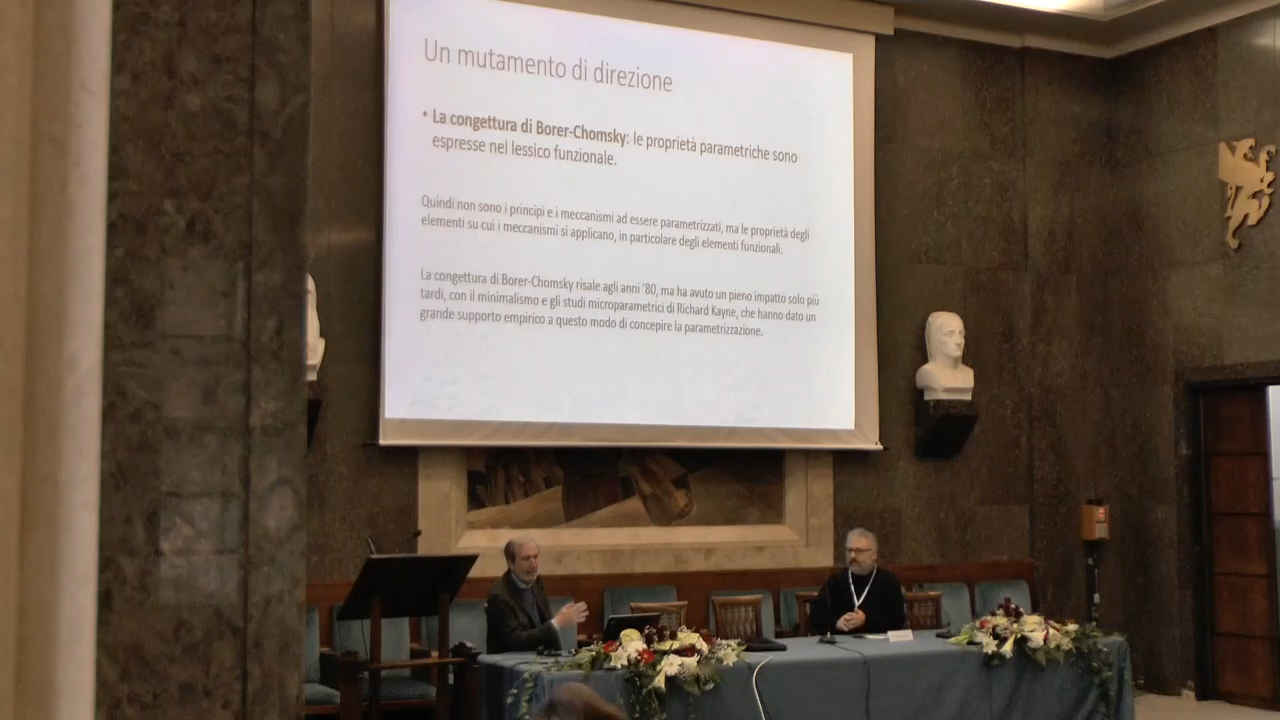 Un mutamento di direzione
• La congettura di Borer-Chomsky: le proprietà parametriche sono
espresse nel lessico funzionale.
Quindi non sono i principi e i meccanismi ad essere parametrizzati, ma le proprietà degli
elementi su cui i meccanismi si applicano, in particolare degli elementi funzionali.
La congettura di Borer-Chomsky risale agli anni '80, ma ha avuto un pieno impatto solo più
tardi, con il minimalismo e gli studi microparametrici di Richard Kayne, che hanno dato un
grande supporto empirico a questo modo di concepire la parametrizzazione.